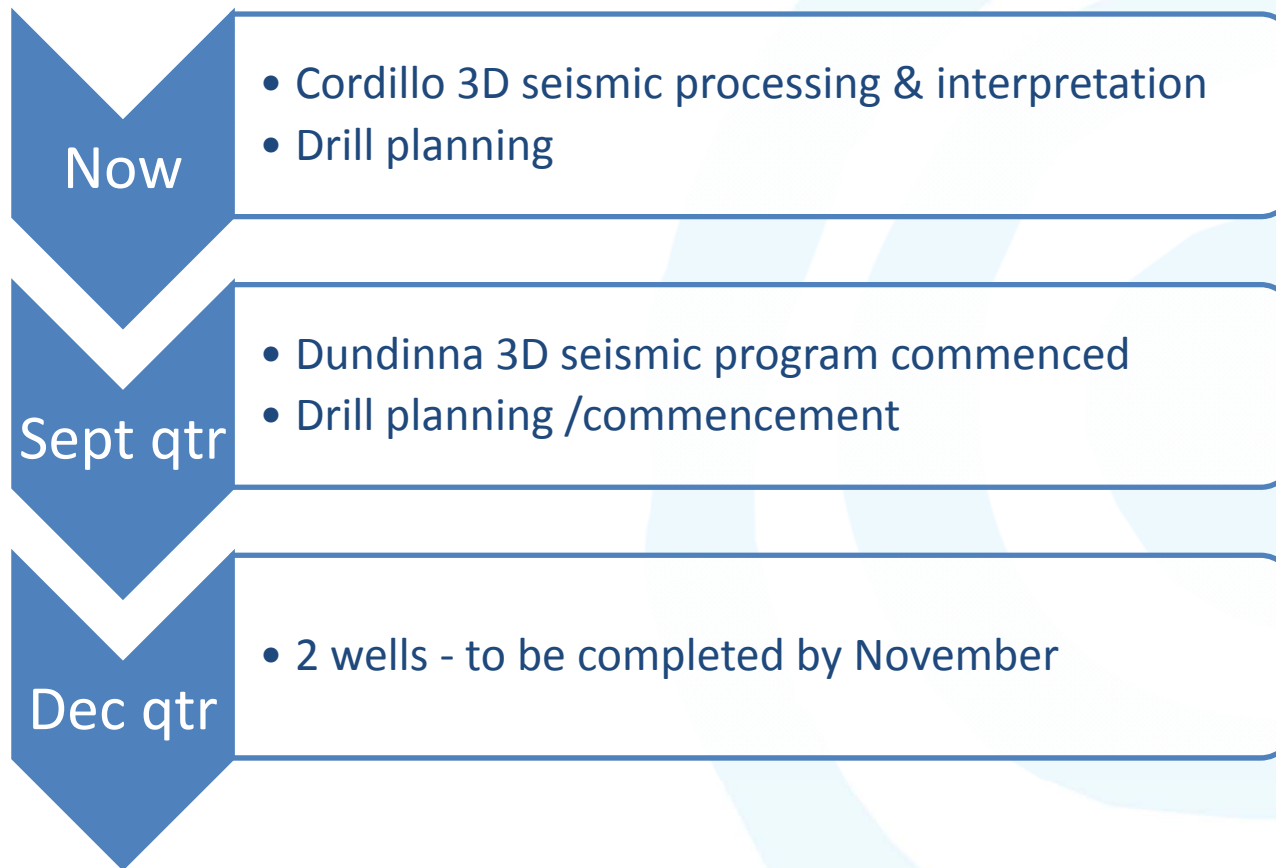 Now
• Cordillo 3D seismic processing & interpretation
• Drill planning
Sept qtr
• Dundinna 3D seismic program commenced
• Drill planning /commencement
Dec qtr
• 2 wells - to be completed by November